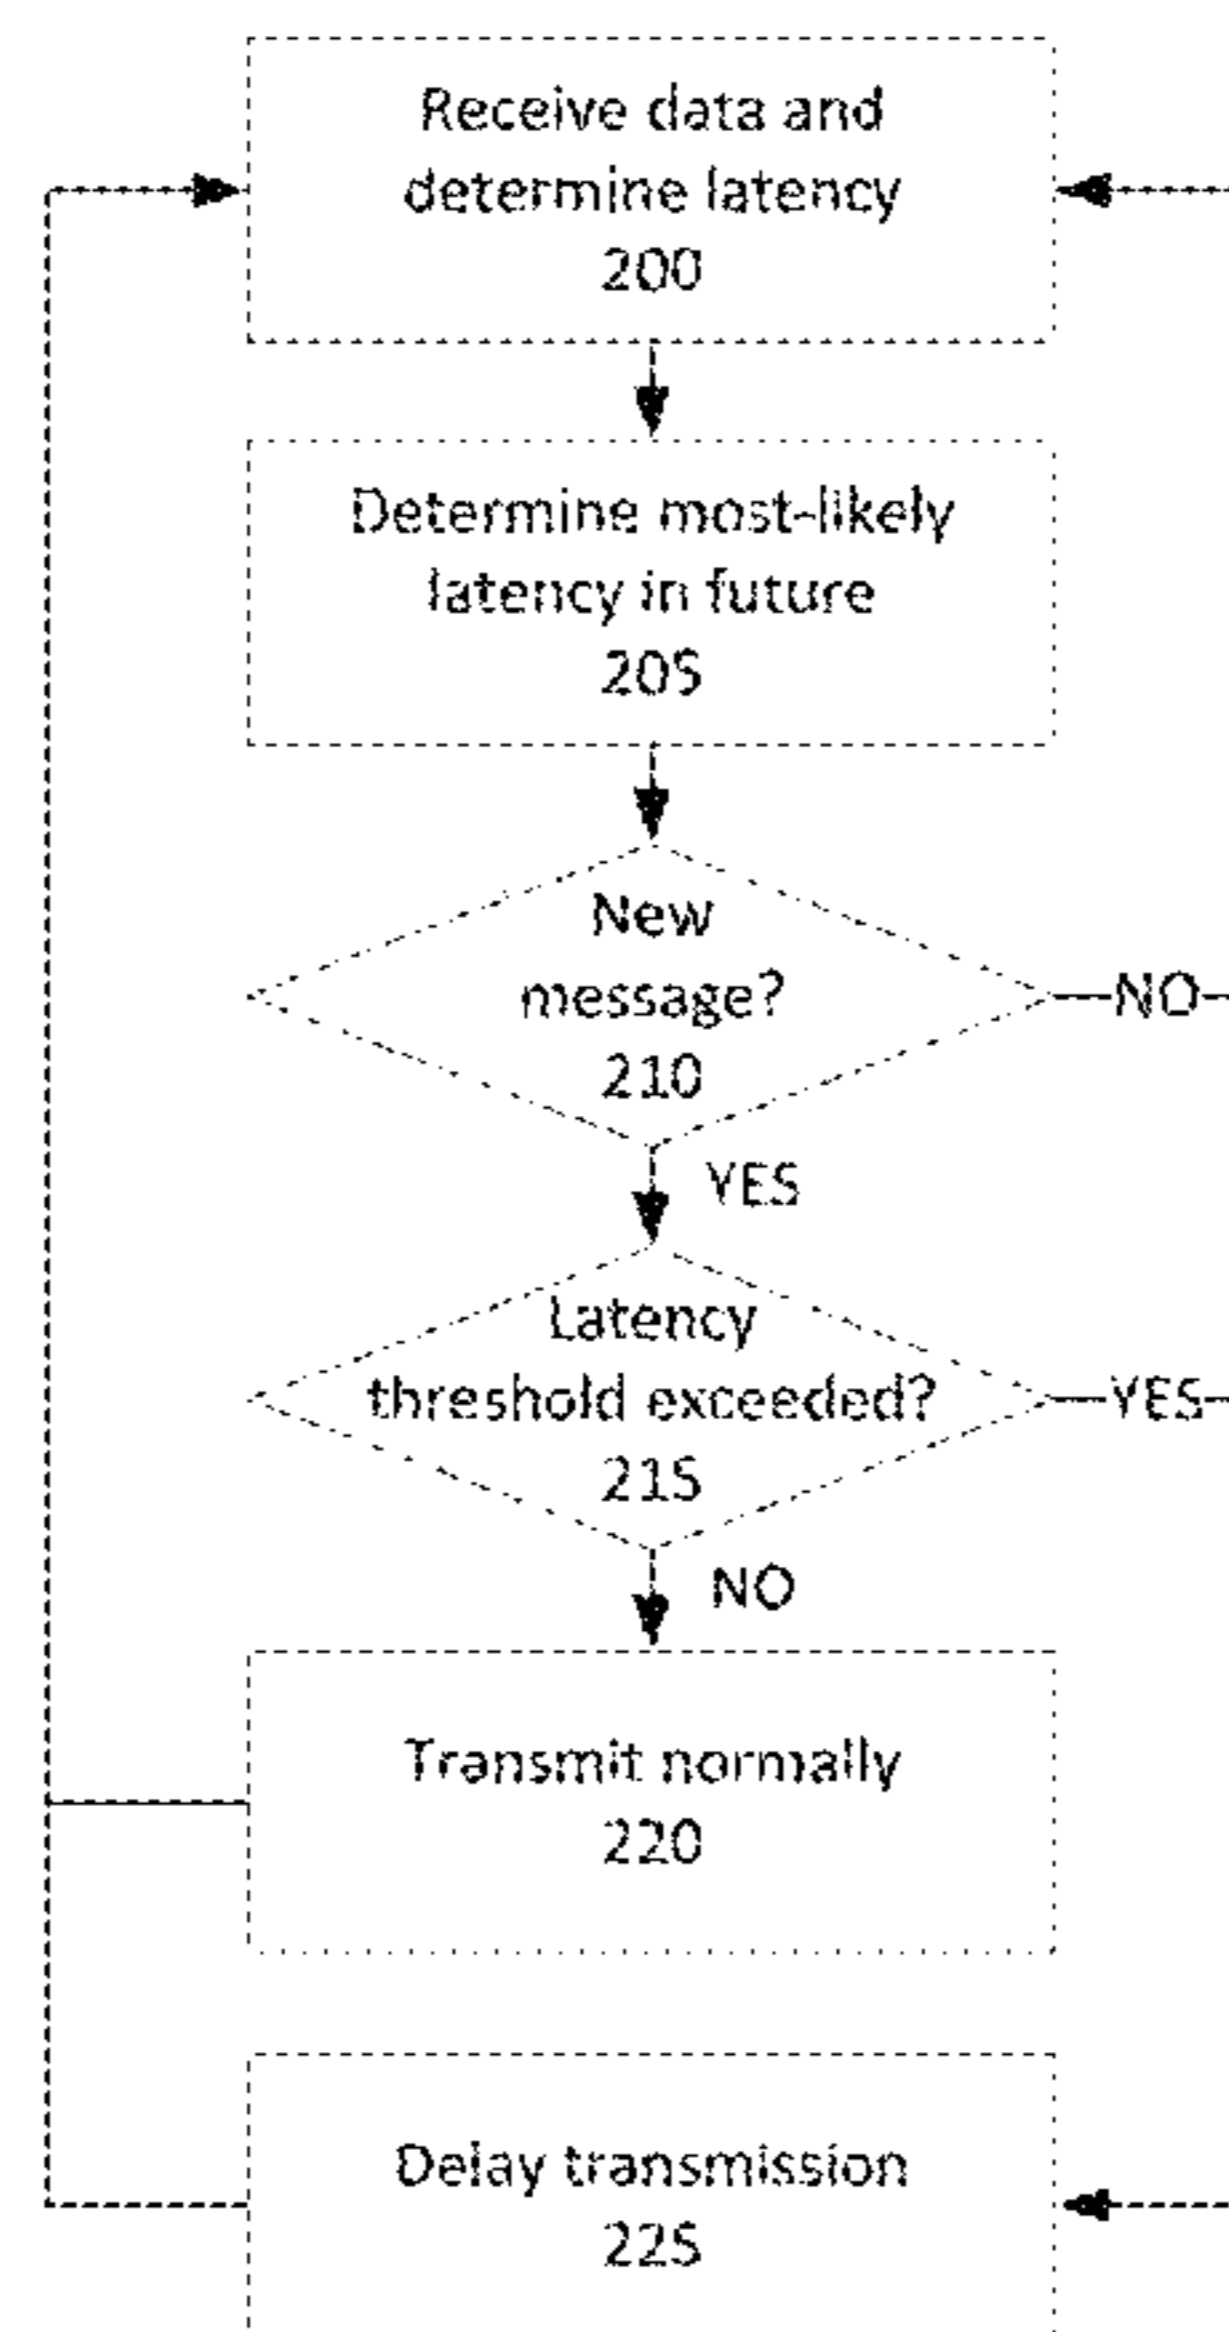 Receive data and
determine latency
200
Determine most-likely
latency in future
205
New
message?
210
NO
YES
Latency
threshold exceeded?
215
YES
NO
Transmit normally
220
Delay transmission
225